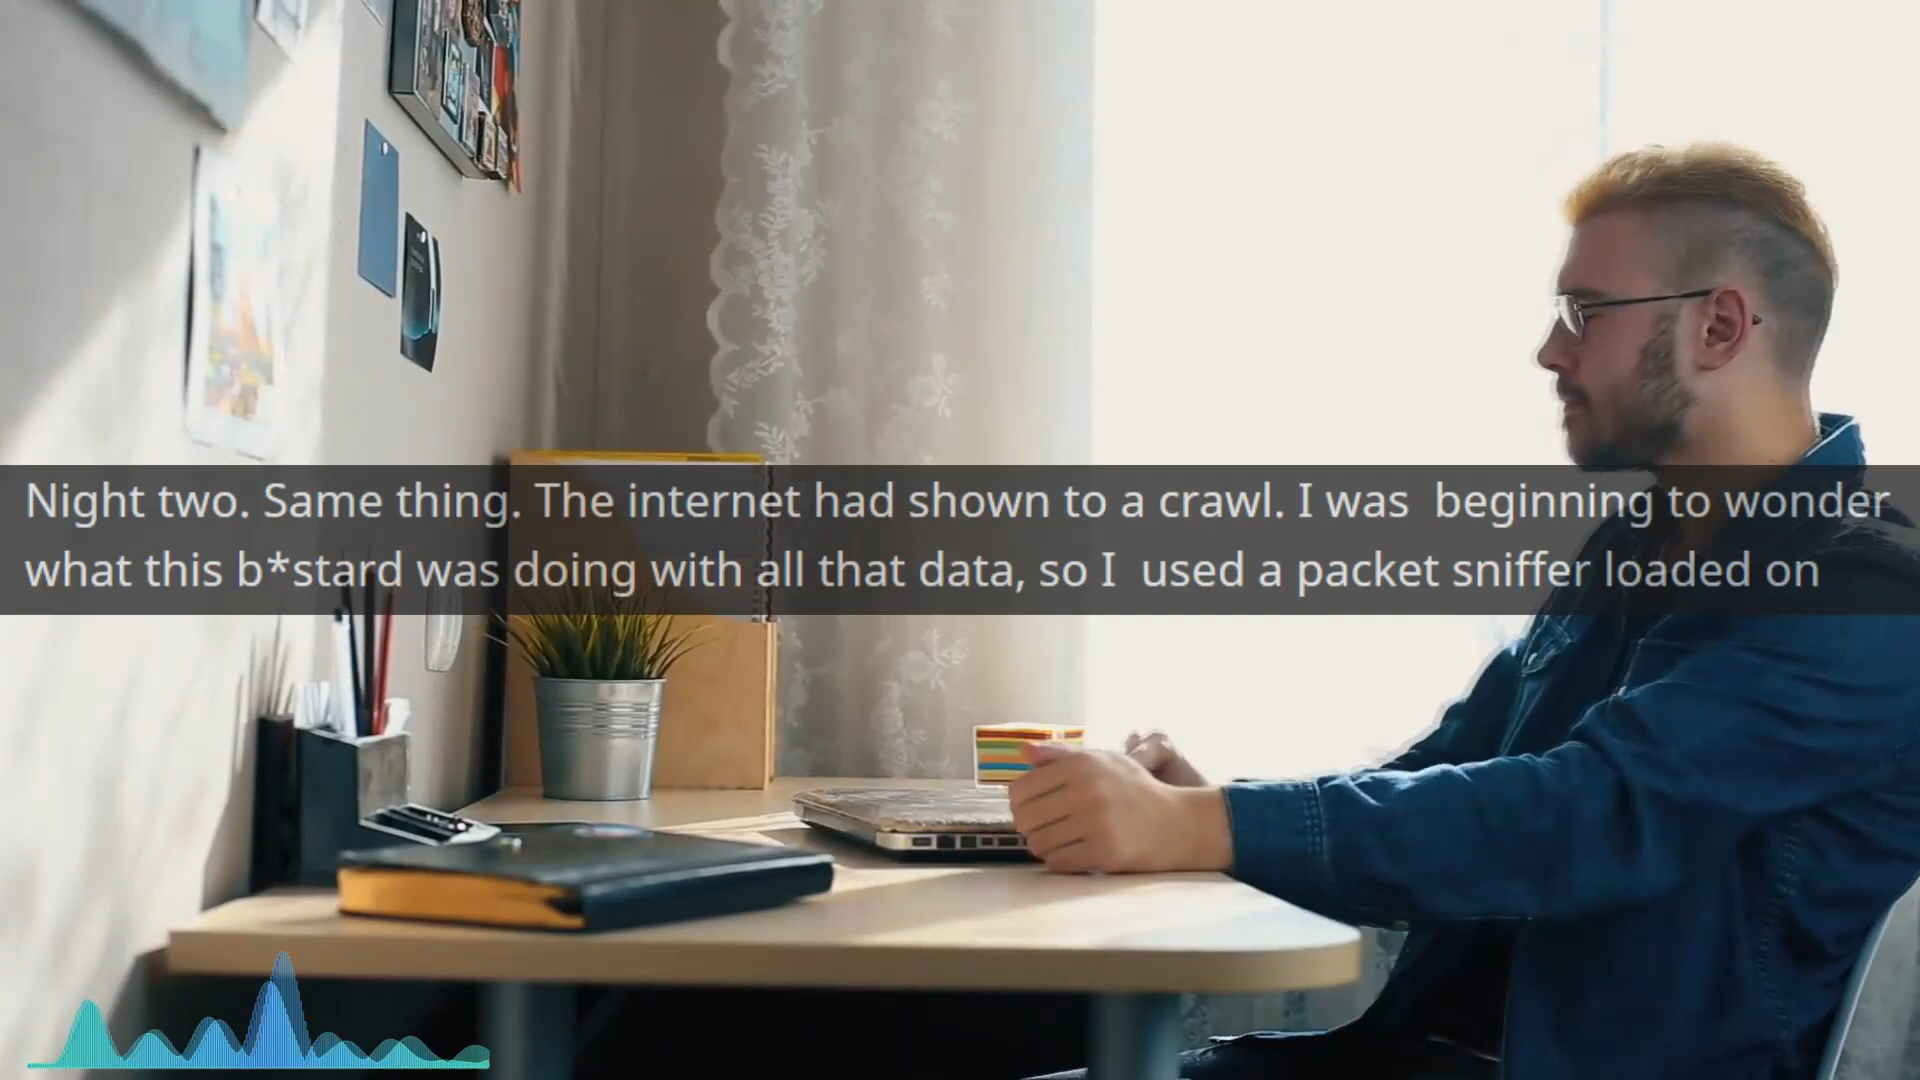 Night two. Same thing. The internet had shown to a crawl. I was  beginning to wonder
what this b*stard was doing with all that data, so I  used a packet sniffer loaded on